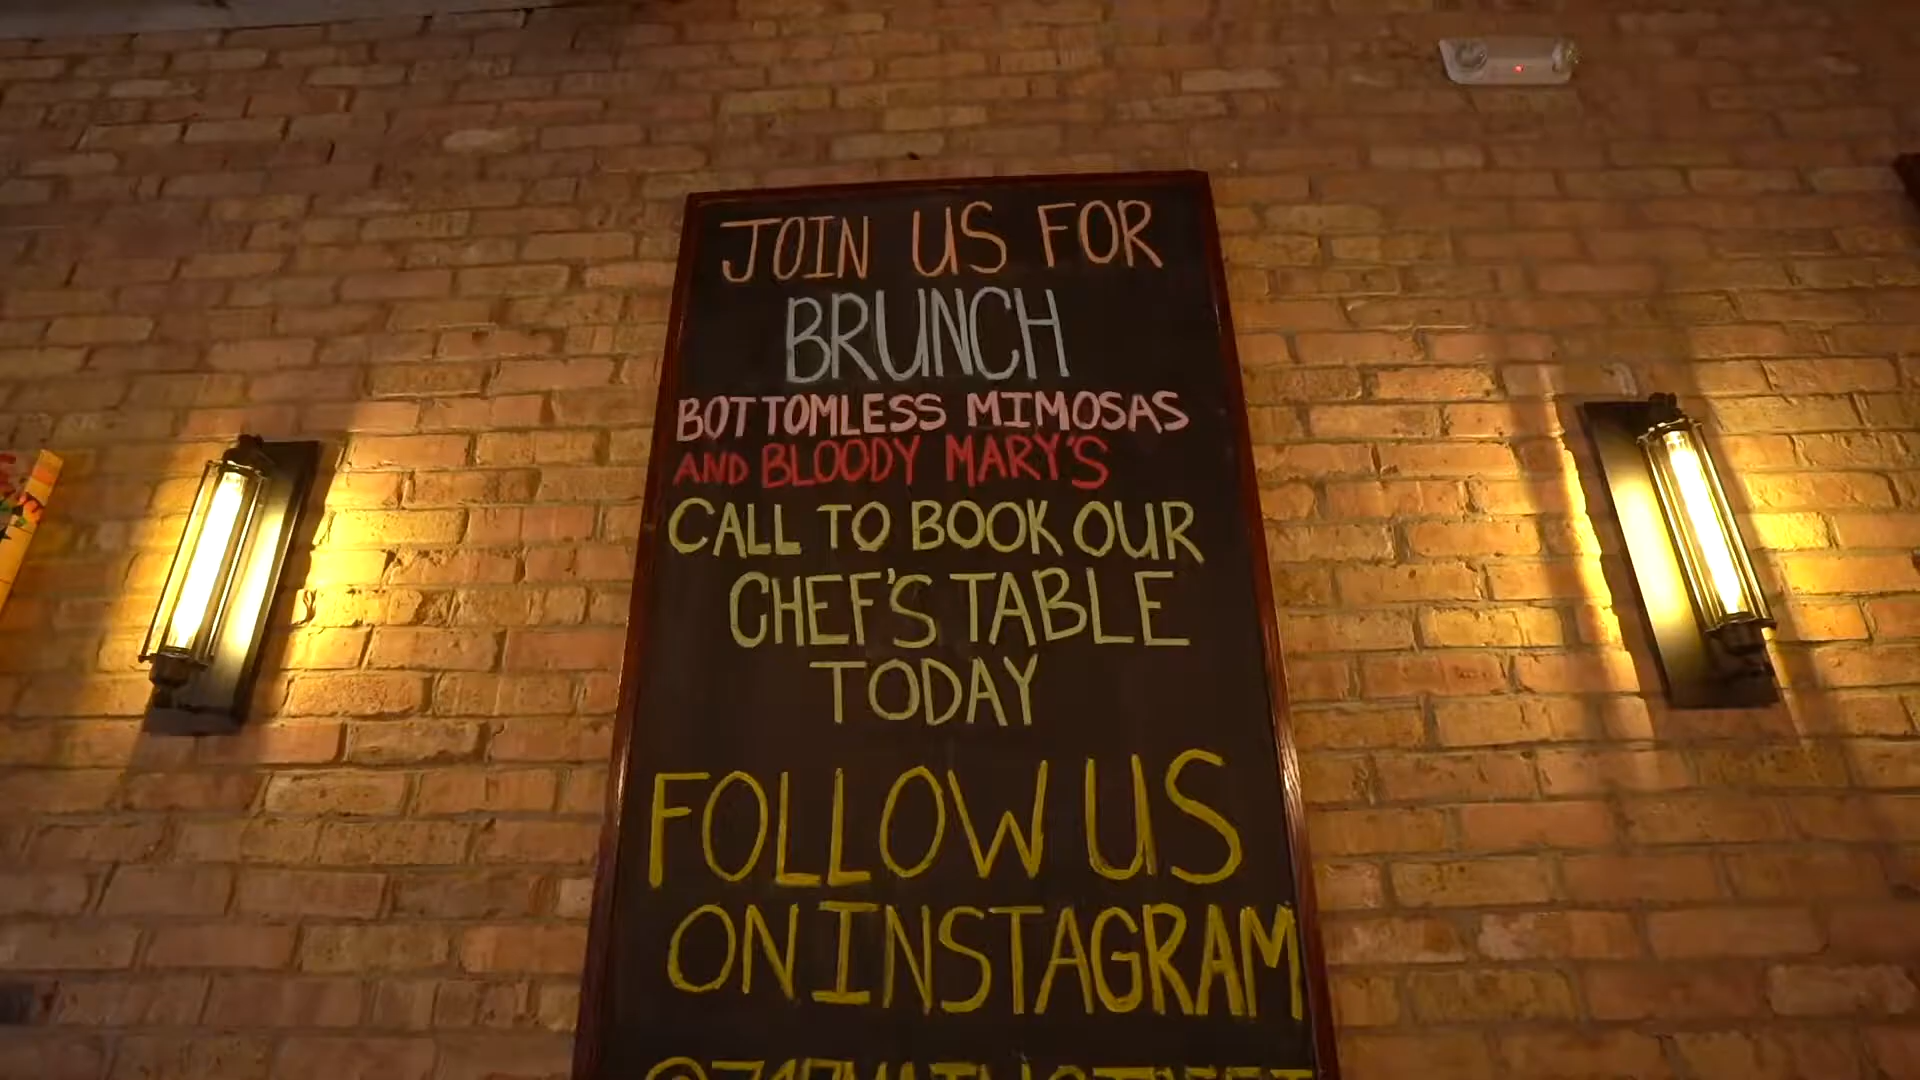 JOIN US FOR
BRUNCH
BOTTOMLESS MIMOSAS
AND BLOODY MARY'S
CALL TO BOOK OUR
CHEF'S TABLE
TODAY
FOLLOW US
ON INSTAGRAM